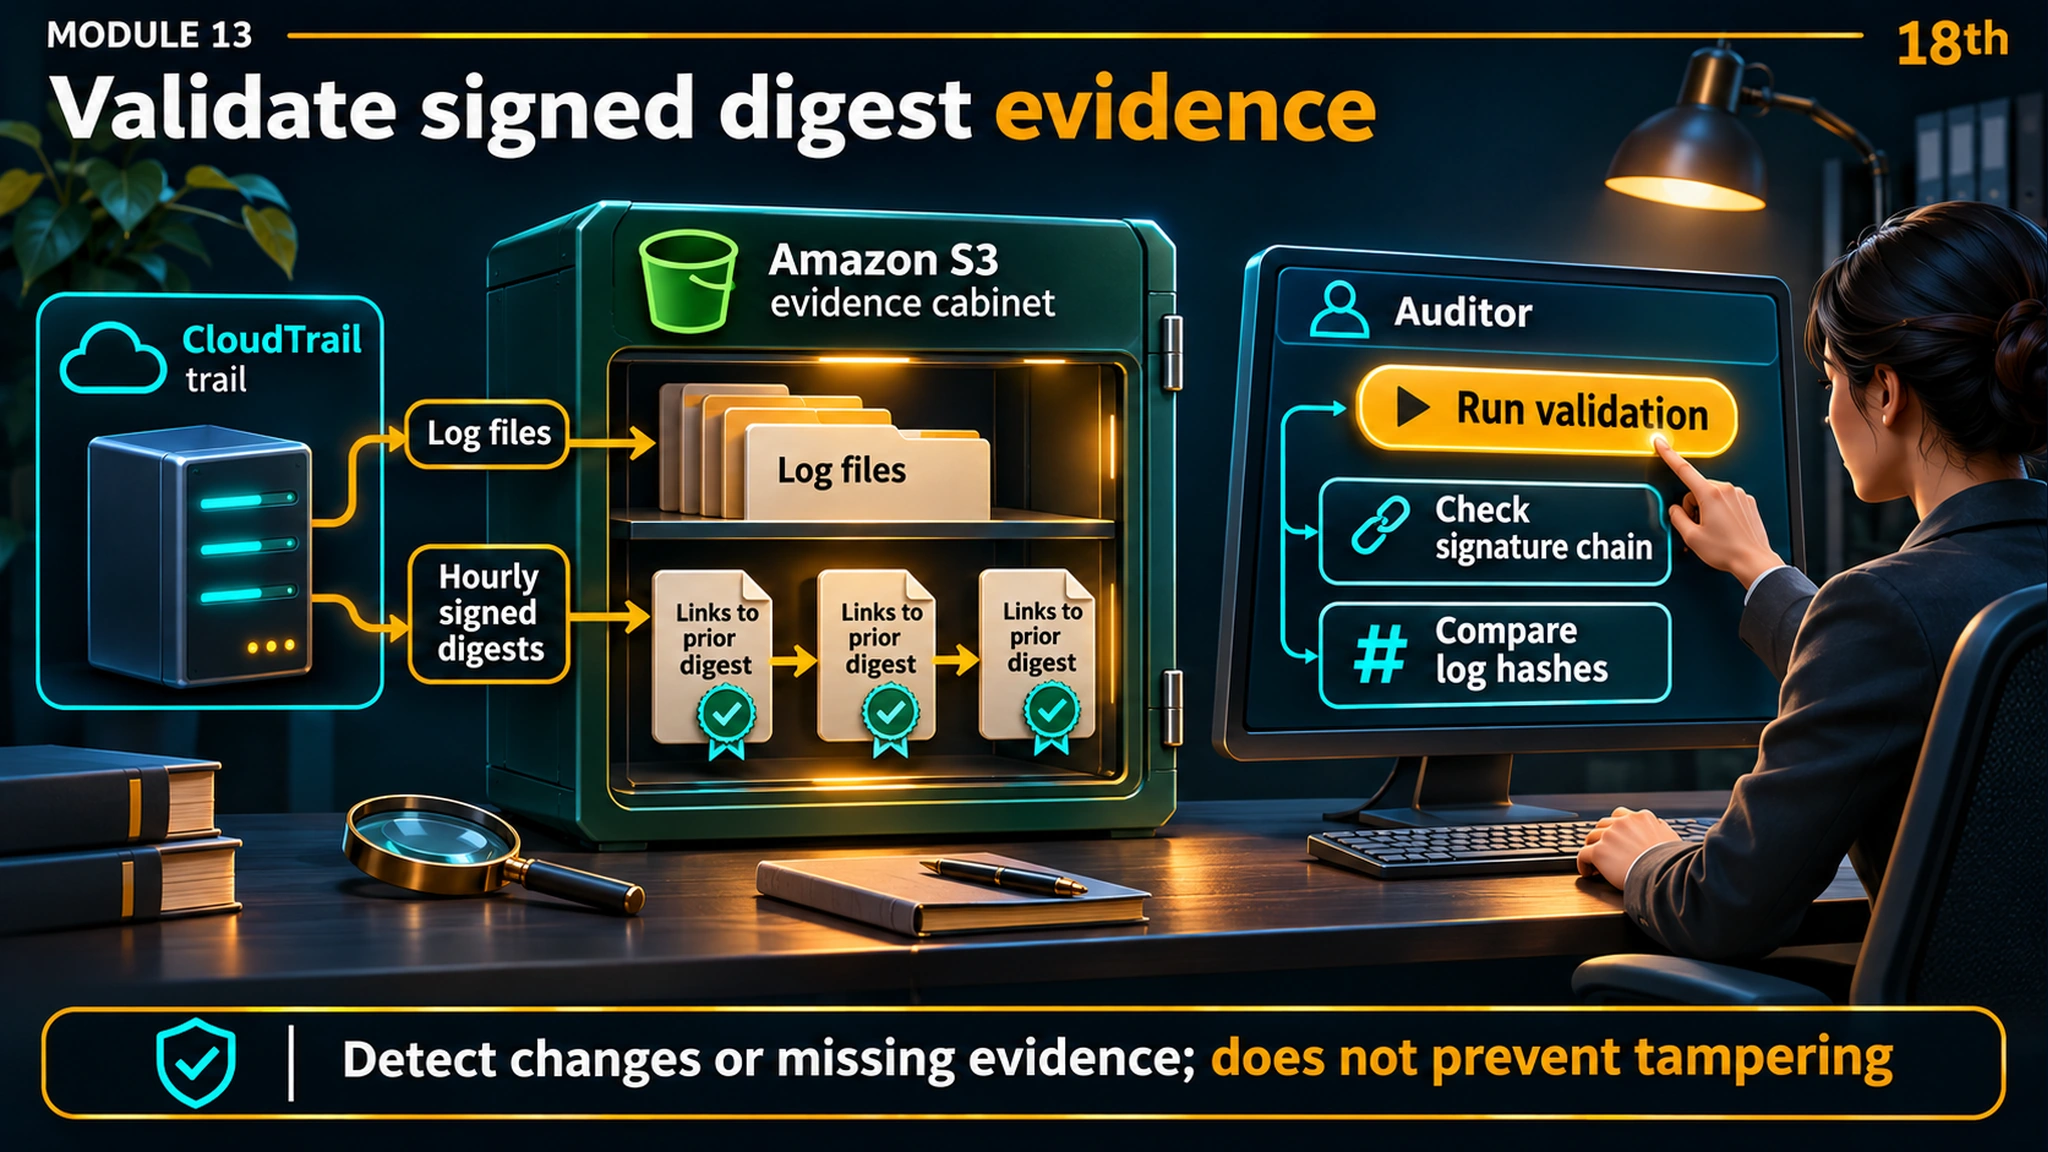 MODULE 13
18th
Validate signed digest evidence
CloudTrail
trail
Log files
Hourly
signed
digests
Amazon S3
evidence cabinet
Log files
Links to
prior
digest
Links to
prior
digest
Links to
prior
digest
Auditor
Run validation
Check
signature chain
#
Compare
log hashes
Detect changes or missing evidence; does not prevent tampering